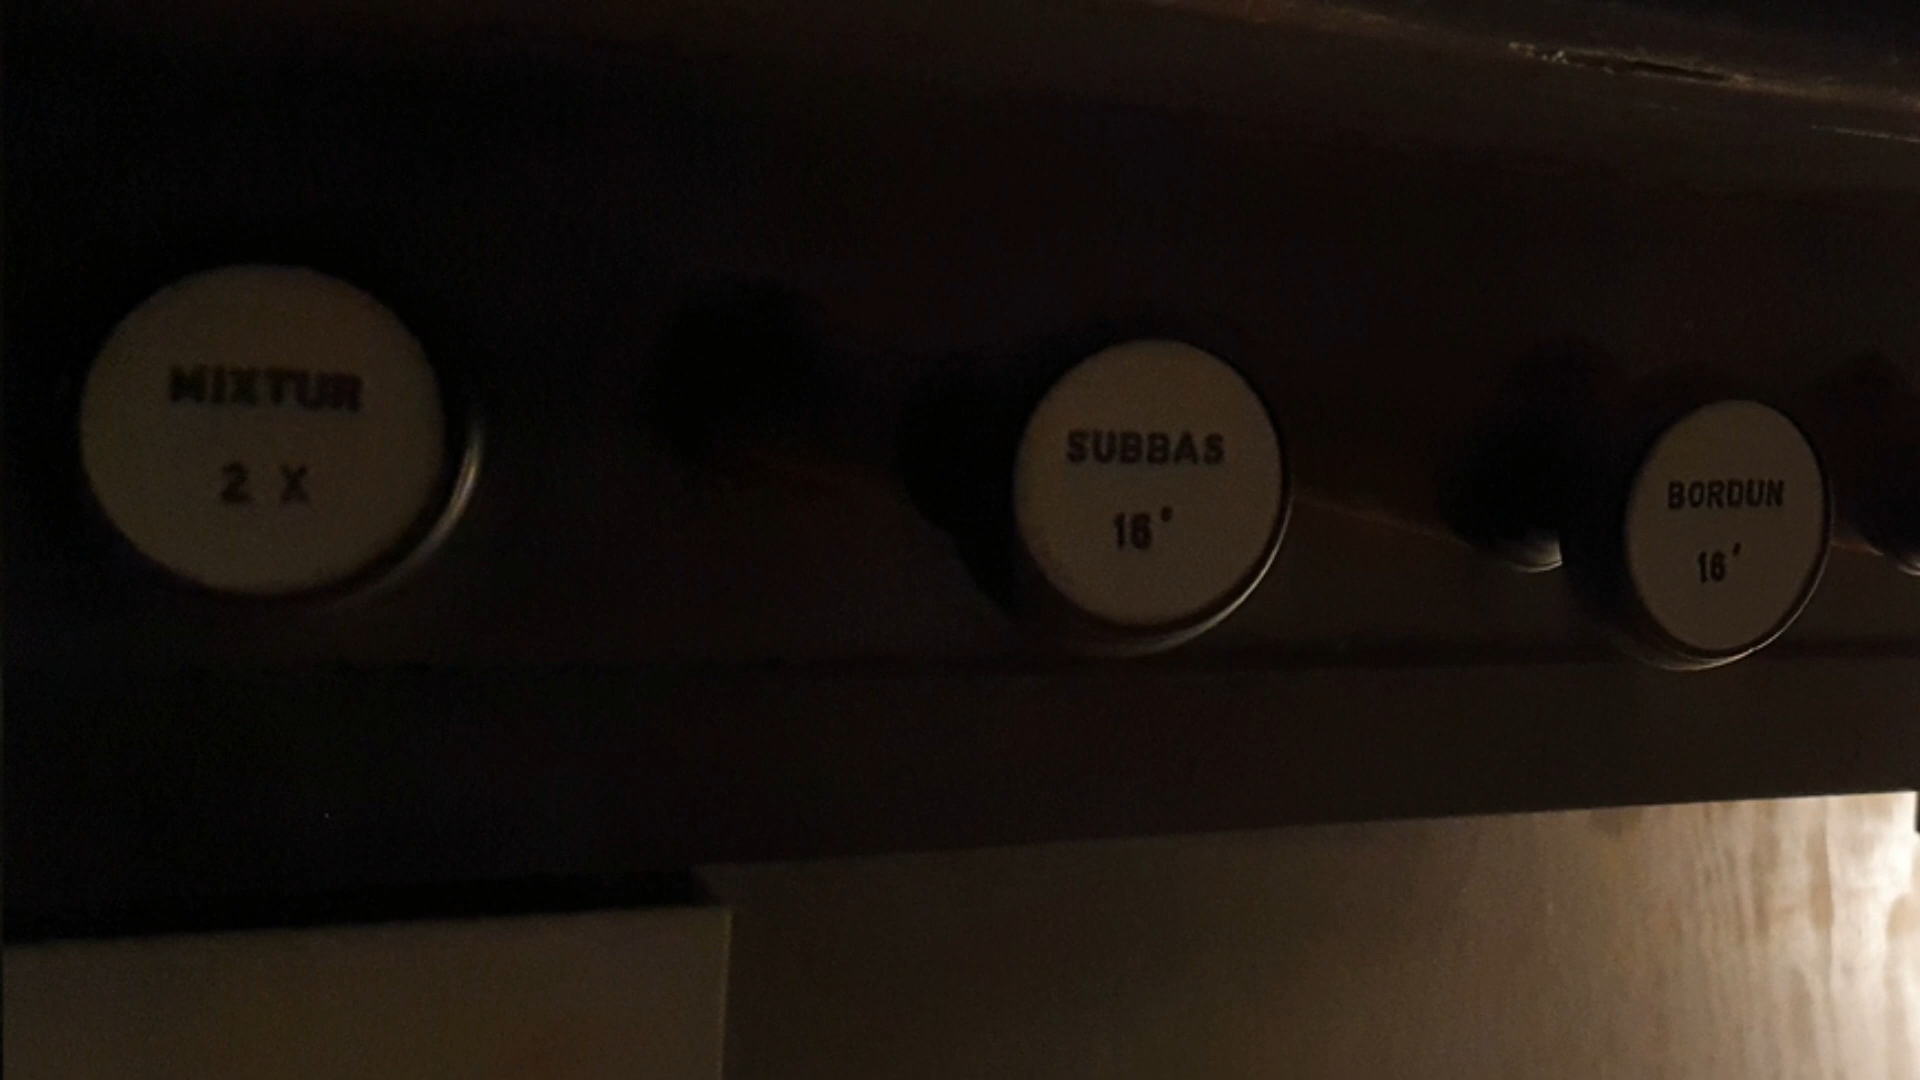 MIXTUR
2 X
SUBBAS
16'
BORDUN
16'